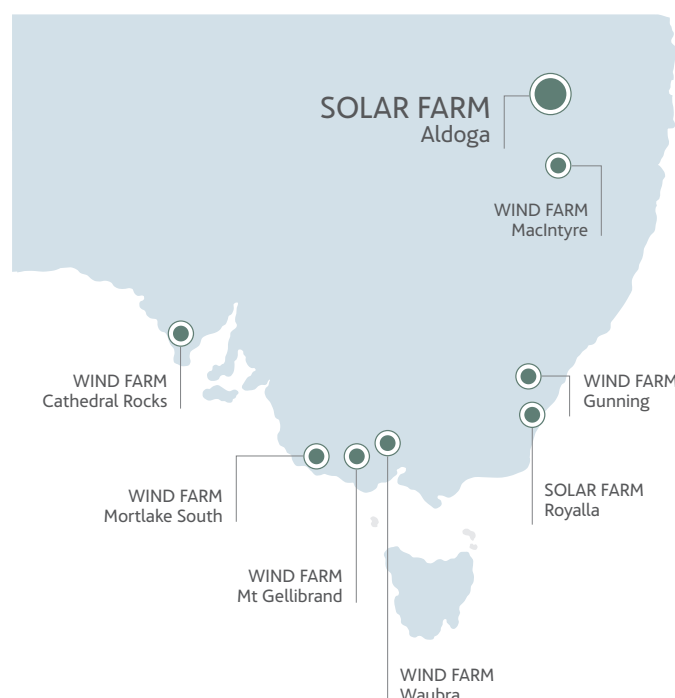 SOLAR FARM
Aldoga
WIND FARM
MacIntyre
WIND FARM
Cathedral Rocks
WIND FARM
Gunning
WIND FARM
Mortlake South
SOLAR FARM
Royalla
WIND FARM
Mt Gellibrand
WIND FARM
Waubra